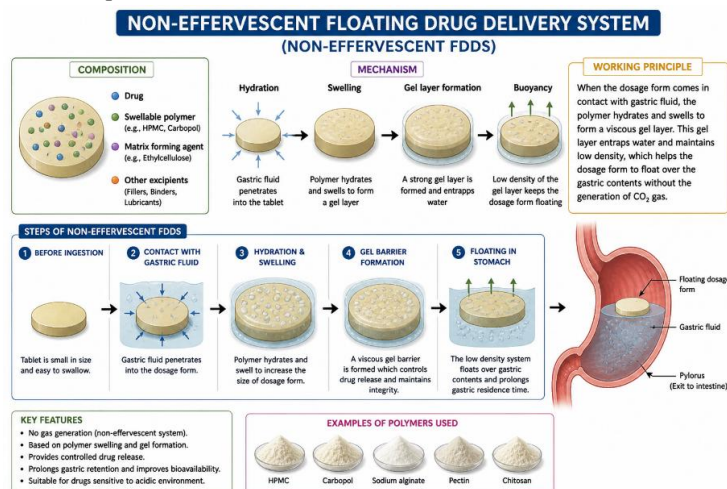 NON-EFFERVESCENT FLOATING DRUG DELIVERY SYSTEM
(NON-EFFERVESCENT FDDS)
COMPOSITION
Drug
Swellable polymer
(e.g., HPMC, Carbopol)
Matrix forming agent
(e.g., Ethylcellulose)
Other excipients
(Fillers, Binders,
Lubricants)
MECHANISM
Hydration
Gastric fluid
penetrates
into the tablet
Swelling
Polymer hydrates
and swells to form
a gel layer
Gel layer formation
A strong gel layer is
formed and entrapps
water
Buoyancy
Low density of the
gel layer keeps the
dosage form floating
WORKING PRINCIPLE
When the dosage form comes in
contact with gastric fluid, the
polymer hydrates and swells to
form a viscous gel layer. This gel
layer entraps water and maintains
low density, which helps the
dosage form to float over the
gastric contents without the
generation of CO₂ gas.
STEPS OF NON-EFFERVESCENT FDDS
1 BEFORE INGESTION
Tablet is small in size
and easy to swallow.
2 CONTACT WITH
GASTRIC FLUID
Gastric fluid penetrates
into the dosage form.
3 HYDRATION &
SWELLING
Polymer hydrates and
swell to increase the
size of dosage form.
4 GEL BARRIER
FORMATION
A viscous gel barrier
is formed which controls
drug release and maintains
integrity.
5 FLOATING IN
STOMACH
The low density system
floats over gastric
contents and prolongs
gastric residence time.
Floating dosage
form
Gastric fluid
Pylorus
(Exit to intestine)
KEY FEATURES
• No gas generation (non-effervescent system).
• Based on polymer swelling and gel formation.
• Provides controlled drug release.
• Prolongs gastric retention and improves bioavailability.
• Suitable for drugs sensitive to acidic environment.
EXAMPLES OF POLYMERS USED
HPMC
Carbopol
Sodium alginate
Pectin
Chitosan